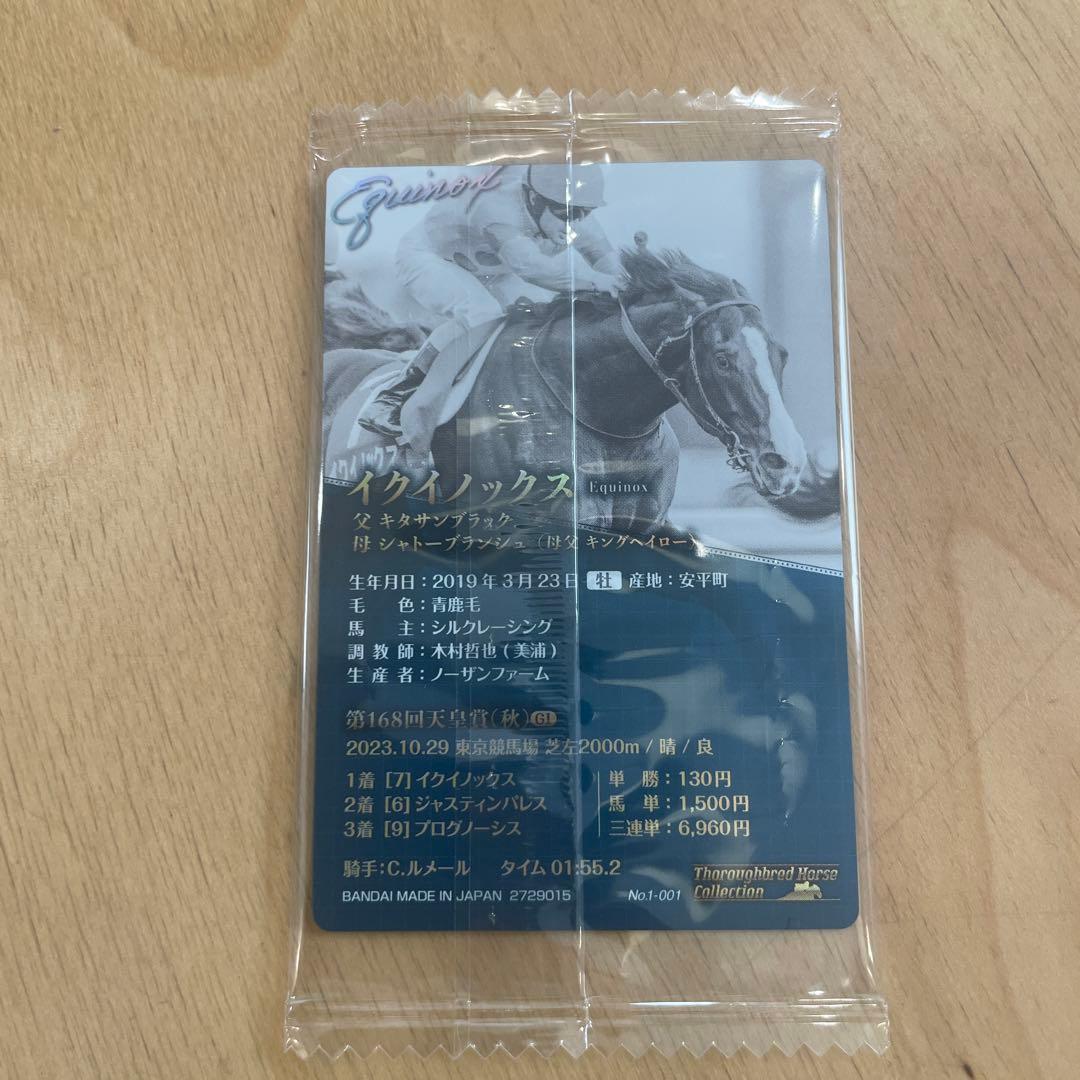 Equinox
イクイノックス
イクイノックス Equinox
父 キタサンブラック
母 シャトーブランシュ（母父 キングヘイロー）
生年月日：2019年3月23日 牡 産地：安平町
毛 色：青鹿毛
馬 主：シルクレーシング
調教師：木村哲也（美浦）
生産者：ノーザンファーム
第168回天皇賞（秋）GI
2023.10.29 東京競馬場 芝左2000m / 晴 / 良
1着 [7] イクイノックス 単 勝：130円
2着 [6] ジャスティンパレス 馬 単：1,500円
3着 [9] プログノーシス 三連単：6,960円
騎手：C.ルメール タイム 01:55.2
Thoroughbred Horse
Collection
BANDAI MADE IN JAPAN 2729015 No.1-001